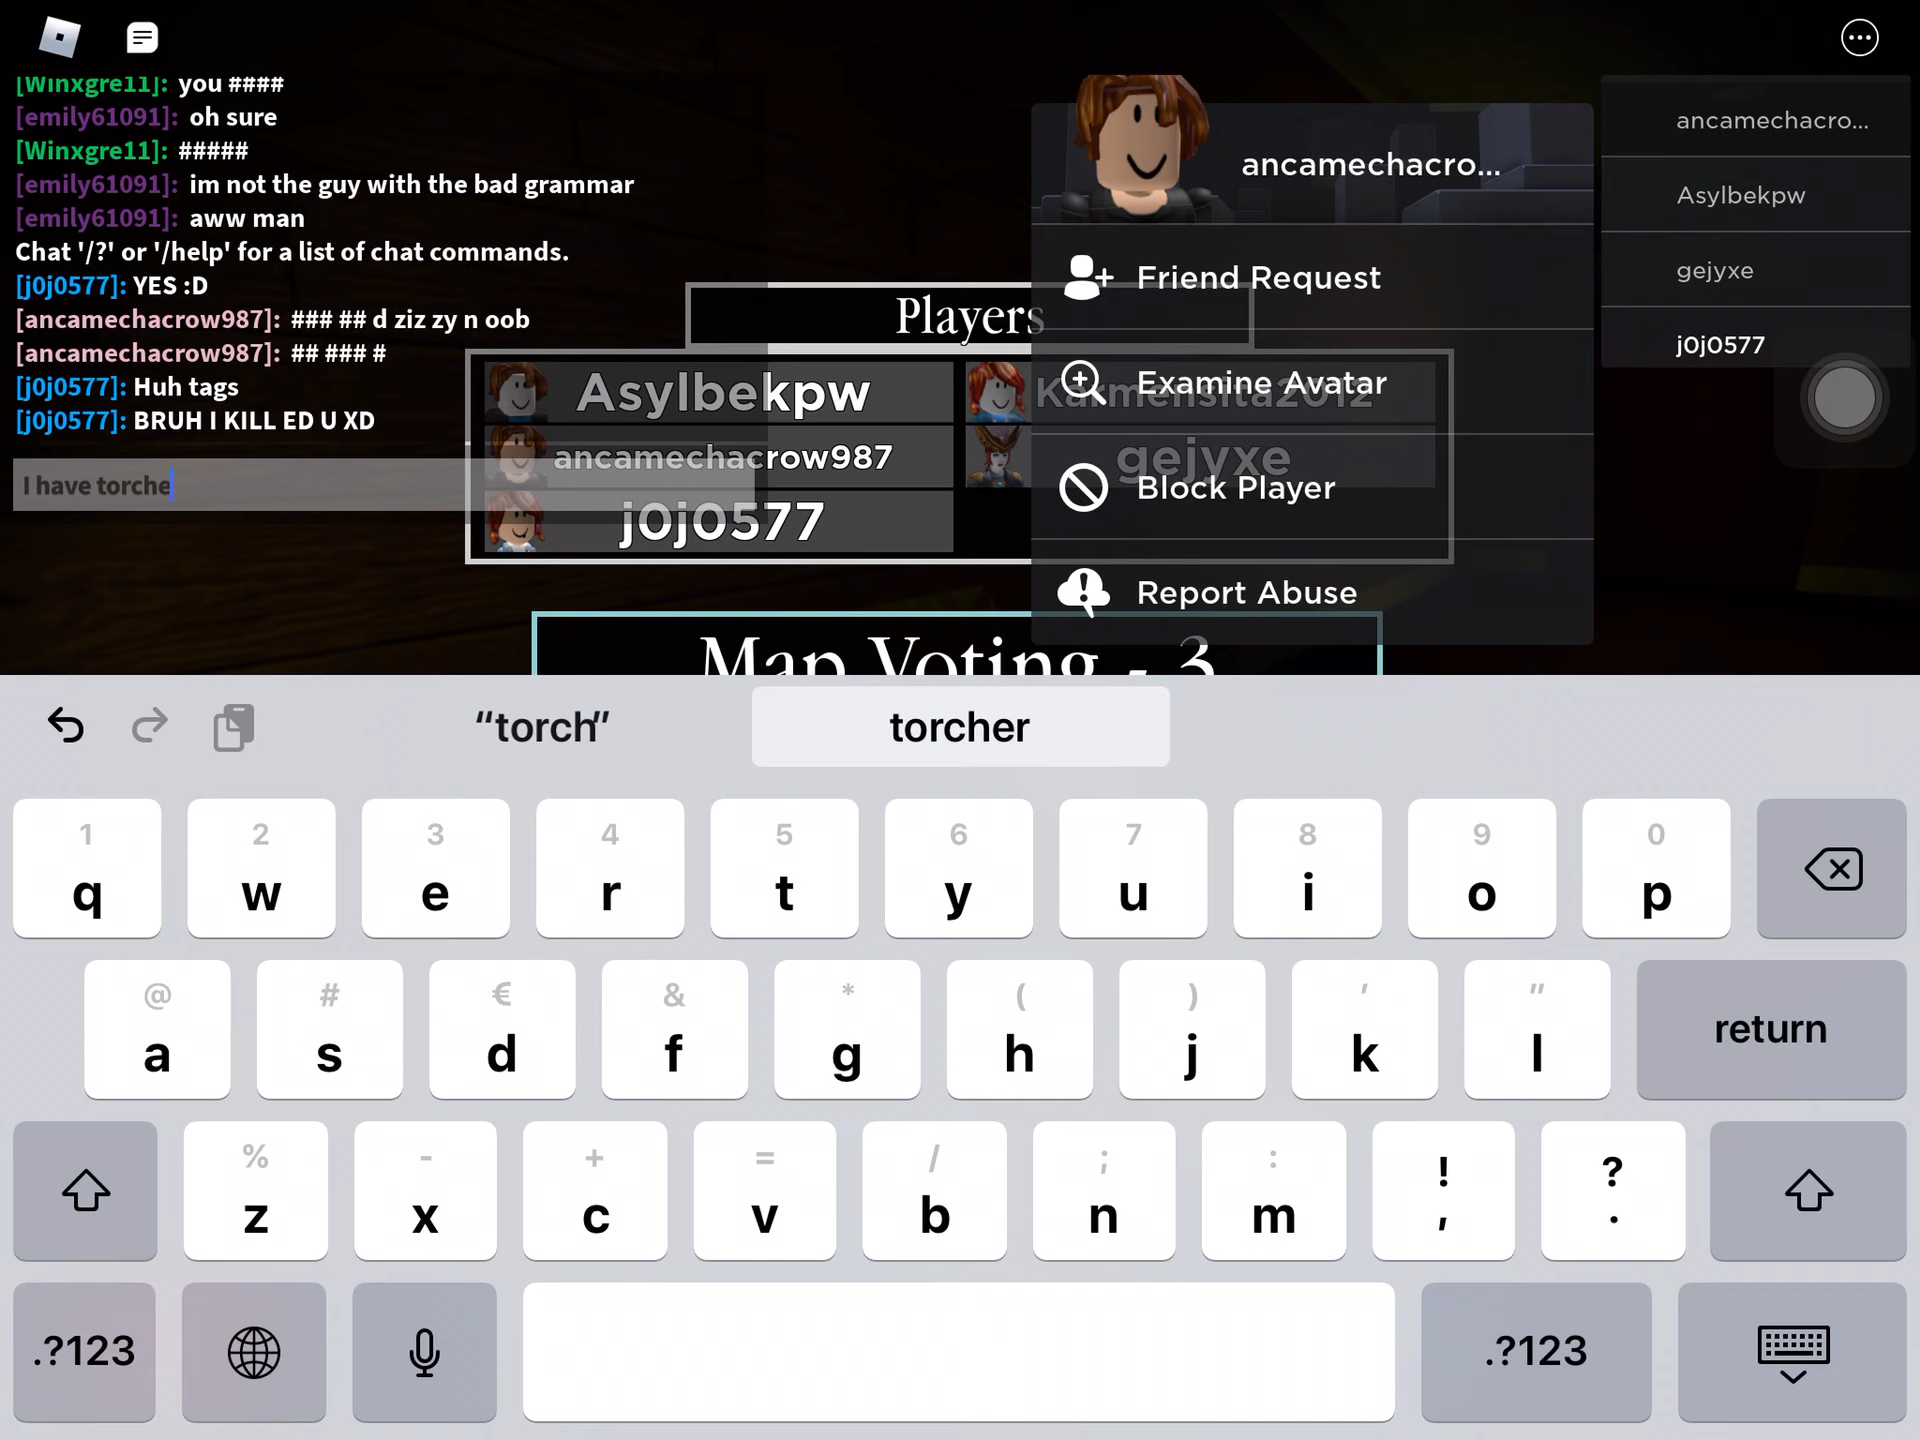 [Winxgre11]: you ####
[emily61091]: oh sure
[Winxgre11]: #####
[emily61091]: im not the guy with the bad grammar
[emily61091]: aww man
Chat '/?' or '/help' for a list of chat commands.
[j0j0577]: YES :D
[ancamechacrow987]: ### ## d ziz zy n oob
[ancamechacrow987]: ## ### #
[j0j0577]: Huh tags
[j0j0577]: BRUH I KILL ED U XD
I have torche
Players
Asylbekpw
Karmensita2012
ancamechacrow987
gejyxe
j0j0577
Map Voting - 3
ancamechacro...
Friend Request
Examine Avatar
Block Player
Report Abuse
ancamechacro...
Asylbekpw
gejyxe
j0j0577
“torch”
torcher
1 2 3 4 5 6 7 8 9 0
q w e r t y u i o p
@ # € & * ( ) ' "
a s d f g h j k l return
% - + = / ; : ! ?
z x c v b n m , .
.?123 .?123